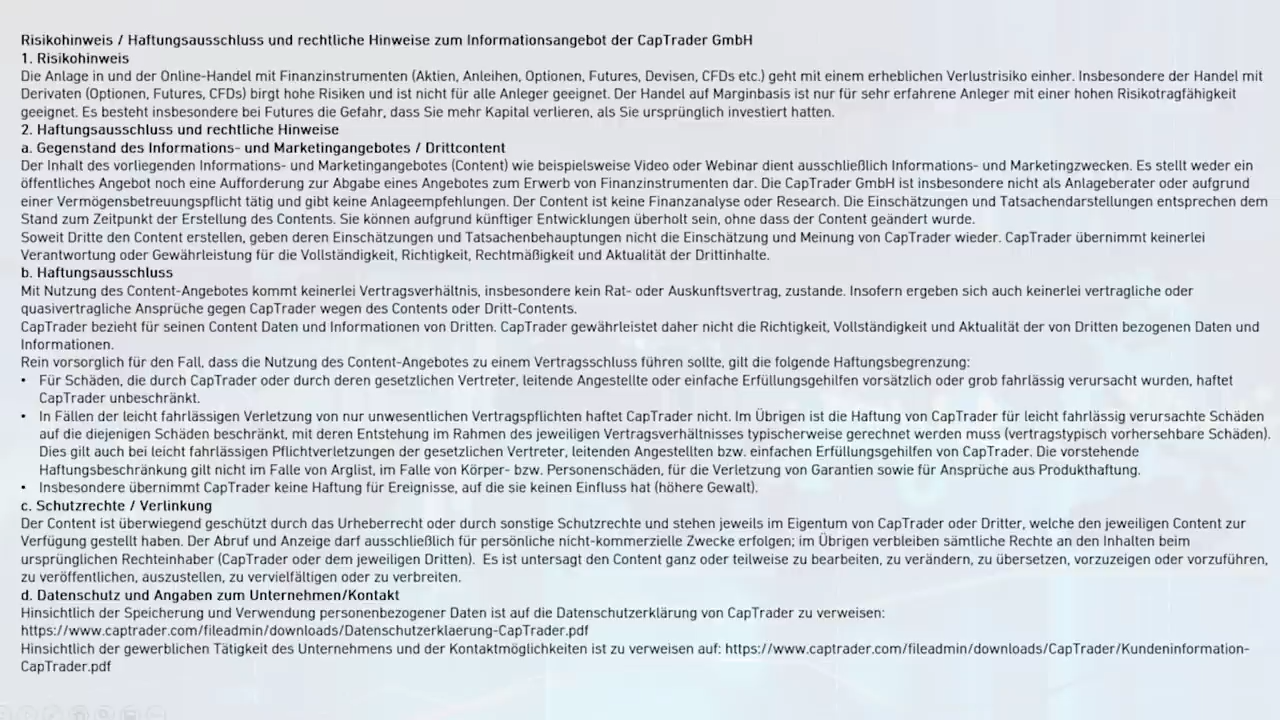 Risikohinweis / Haftungsausschluss und rechtliche Hinweise zum Informationsangebot der CapTrader GmbH
1. Risikohinweis
Die Anlage in und der Online-Handel mit Finanzinstrumenten (Aktien, Anleihen, Optionen, Futures, Devisen, CFDs etc.) geht mit einem erheblichen Verlustrisiko einher. Insbesondere der Handel mit
Derivaten (Optionen, Futures, CFDs) birgt hohe Risiken und ist nicht für alle Anleger geeignet. Der Handel auf Marginbasis ist nur für sehr erfahrene Anleger mit einer hohen Risikotragfähigkeit
geeignet. Es besteht insbesondere bei Futures die Gefahr, dass Sie mehr Kapital verlieren, als Sie ursprünglich investiert hatten.
2. Haftungsausschluss und rechtliche Hinweise
a. Gegenstand des Informations- und Marketingangebotes / Drittcontent
Der Inhalt des vorliegenden Informations- und Marketingangebotes (Content) wie beispielsweise Video oder Webinar dient ausschließlich Informations- und Marketingzwecken. Es stellt weder ein
öffentliches Angebot noch eine Aufforderung zur Abgabe eines Angebotes zum Erwerb von Finanzinstrumenten dar. Die CapTrader GmbH ist insbesondere nicht als Anlageberater oder aufgrund
einer Vermögensbetreuungspflicht tätig und gibt keine Anlageempfehlungen. Der Content ist keine Finanzanalyse oder Research. Die Einschätzungen und Tatsachendarstellungen entsprechen dem
Stand zum Zeitpunkt der Erstellung des Contents. Sie können aufgrund künftiger Entwicklungen überholt sein, ohne dass der Content geändert wurde.
Soweit Dritte den Content erstellen, geben deren Einschätzungen und Tatsachenbehauptungen nicht die Einschätzung und Meinung von CapTrader wieder. CapTrader übernimmt keinerlei
Verantwortung oder Gewährleistung für die Vollständigkeit, Richtigkeit, Rechtmäßigkeit und Aktualität der Drittinhalte.
b. Haftungsausschluss
Mit Nutzung des Content-Angebotes kommt keinerlei Vertragsverhältnis, insbesondere kein Rat- oder Auskunftsvertrag, zustande. Insofern ergeben sich auch keinerlei vertragliche oder
quasivertragliche Ansprüche gegen CapTrader wegen des Contents oder Dritt-Contents.
CapTrader bezieht für seinen Content Daten und Informationen von Dritten. CapTrader gewährleistet daher nicht die Richtigkeit, Vollständigkeit und Aktualität der von Dritten bezogenen Daten und
Informationen.
Rein vorsorglich für den Fall, dass die Nutzung des Content-Angebotes zu einem Vertragsschluss führen sollte, gilt die folgende Haftungsbegrenzung:
• Für Schäden, die durch CapTrader oder durch deren gesetzlichen Vertreter, leitende Angestellte oder einfache Erfüllungsgehilfen vorsätzlich oder grob fahrlässig verursacht wurden, haftet
CapTrader unbeschränkt.
• In Fällen der leicht fahrlässigen Verletzung von nur unwesentlichen Vertragspflichten haftet CapTrader nicht. Im Übrigen ist die Haftung von CapTrader für leicht fahrlässig verursachte Schäden
auf die diejenigen Schäden beschränkt, mit deren Entstehung im Rahmen des jeweiligen Vertragsverhältnisses typischerweise gerechnet werden muss (vertragstypisch vorhersehbare Schäden).
Dies gilt auch bei leicht fahrlässigen Pflichtverletzungen der gesetzlichen Vertreter, leitenden Angestellten bzw. einfachen Erfüllungsgehilfen von CapTrader. Die vorstehende
Haftungsbeschränkung gilt nicht im Falle von Arglist, im Falle von Körper- bzw. Personenschäden, für die Verletzung von Garantien sowie für Ansprüche aus Produkthaftung.
• Insbesondere übernimmt CapTrader keine Haftung für Ereignisse, auf die sie keinen Einfluss hat (höhere Gewalt).
c. Schutzrechte / Verlinkung
Der Content ist überwiegend geschützt durch das Urheberrecht oder durch sonstige Schutzrechte und stehen jeweils im Eigentum von CapTrader oder Dritter, welche den jeweiligen Content zur
Verfügung gestellt haben. Der Abruf und Anzeige darf ausschließlich für persönliche nicht-kommerzielle Zwecke erfolgen; im Übrigen verbleiben sämtliche Rechte an den Inhalten beim
ursprünglichen Rechteinhaber (CapTrader oder dem jeweiligen Dritten). Es ist untersagt den Content ganz oder teilweise zu bearbeiten, zu verändern, zu übersetzen, vorzuzeigen oder vorzuführen,
zu veröffentlichen, auszustellen, zu vervielfältigen oder zu verbreiten.
d. Datenschutz und Angaben zum Unternehmen/Kontakt
Hinsichtlich der Speicherung und Verwendung personenbezogener Daten ist auf die Datenschutzerklärung von CapTrader zu verweisen:
https://www.captrader.com/fileadmin/downloads/Datenschutzerklaerung-CapTrader.pdf
Hinsichtlich der gewerblichen Tätigkeit des Unternehmens und der Kontaktmöglichkeiten ist zu verweisen auf: https://www.captrader.com/fileadmin/downloads/CapTrader/Kundeninformation-
CapTrader.pdf